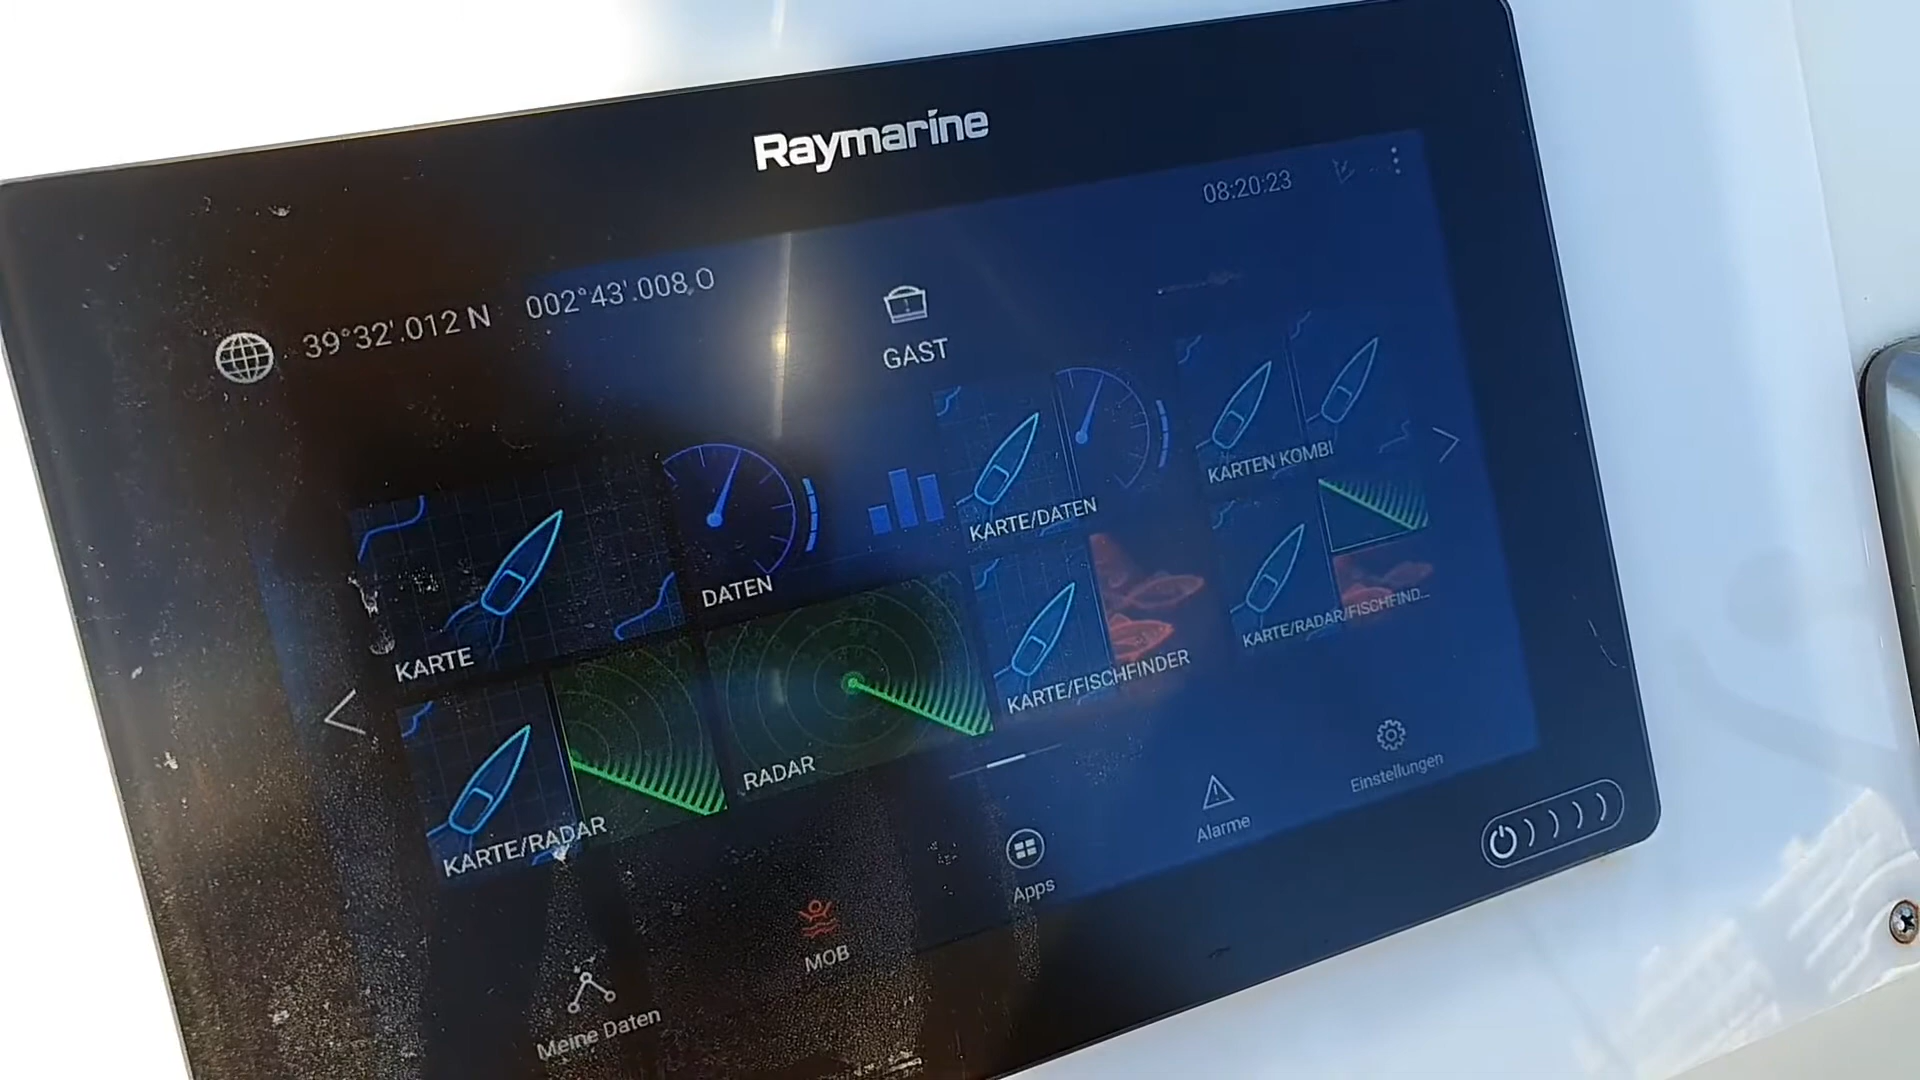 Raymarine
08:20:23
39°32'.012 N 002°43'.008 O
GAST
KARTE
DATEN
KARTE/DATEN
KARTEN KOMBI
KARTE/RADAR
RADAR
KARTE/FISCHFINDER
KARTE/RADAR/FISCHFIND...
Meine Daten
MOB
Apps
Alarme
Einstellungen